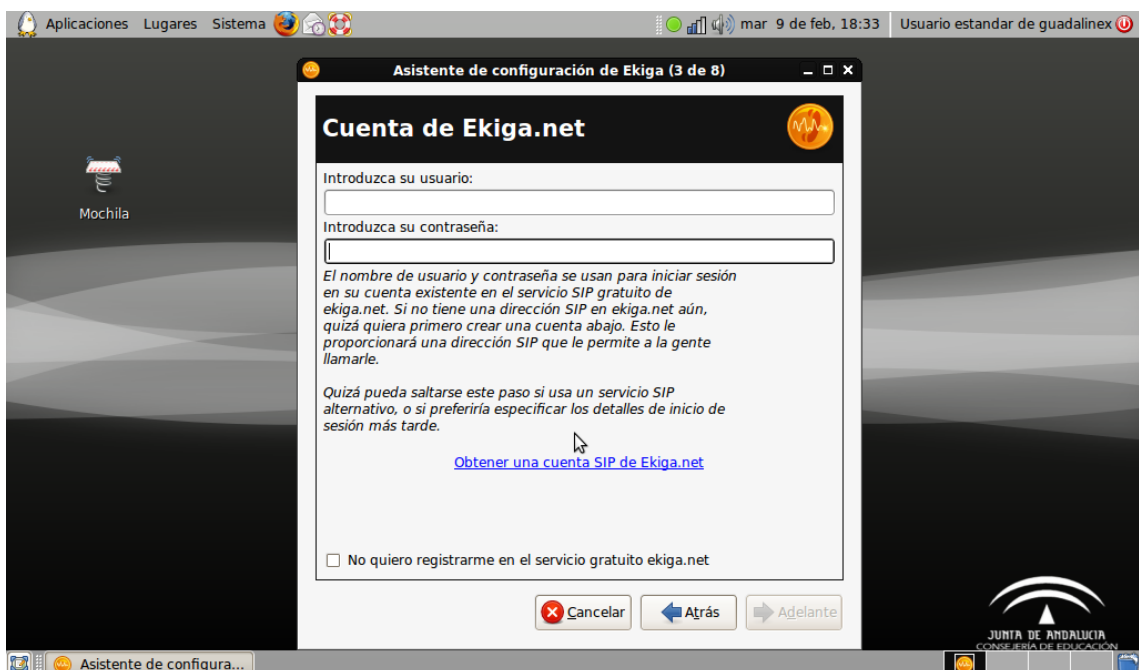 Aplicaciones Lugares Sistema mar 9 de feb, 18:33 Usuario estandar de guadalinex
Asistente de configuración de Ekiga (3 de 8)
Cuenta de Ekiga.net
Mochila
Introduzca su usuario:
Introduzca su contraseña:
El nombre de usuario y contraseña se usan para iniciar sesión
en su cuenta existente en el servicio SIP gratuito de
ekiga.net. Si no tiene una dirección SIP en ekiga.net aún,
quizá quiera primero crear una cuenta abajo. Esto le
proporcionará una dirección SIP que le permite a la gente
llamarle.
Quizá pueda saltarse este paso si usa un servicio SIP
alternativo, o si preferiría especificar los detalles de inicio de
sesión más tarde.
Obtener una cuenta SIP de Ekiga.net
No quiero registrarme en el servicio gratuito ekiga.net
Cancelar Atrás Adelante
JUNTA DE ANDALUCIA
CONSEJERÍA DE EDUCACIÓN
Asistente de configura...